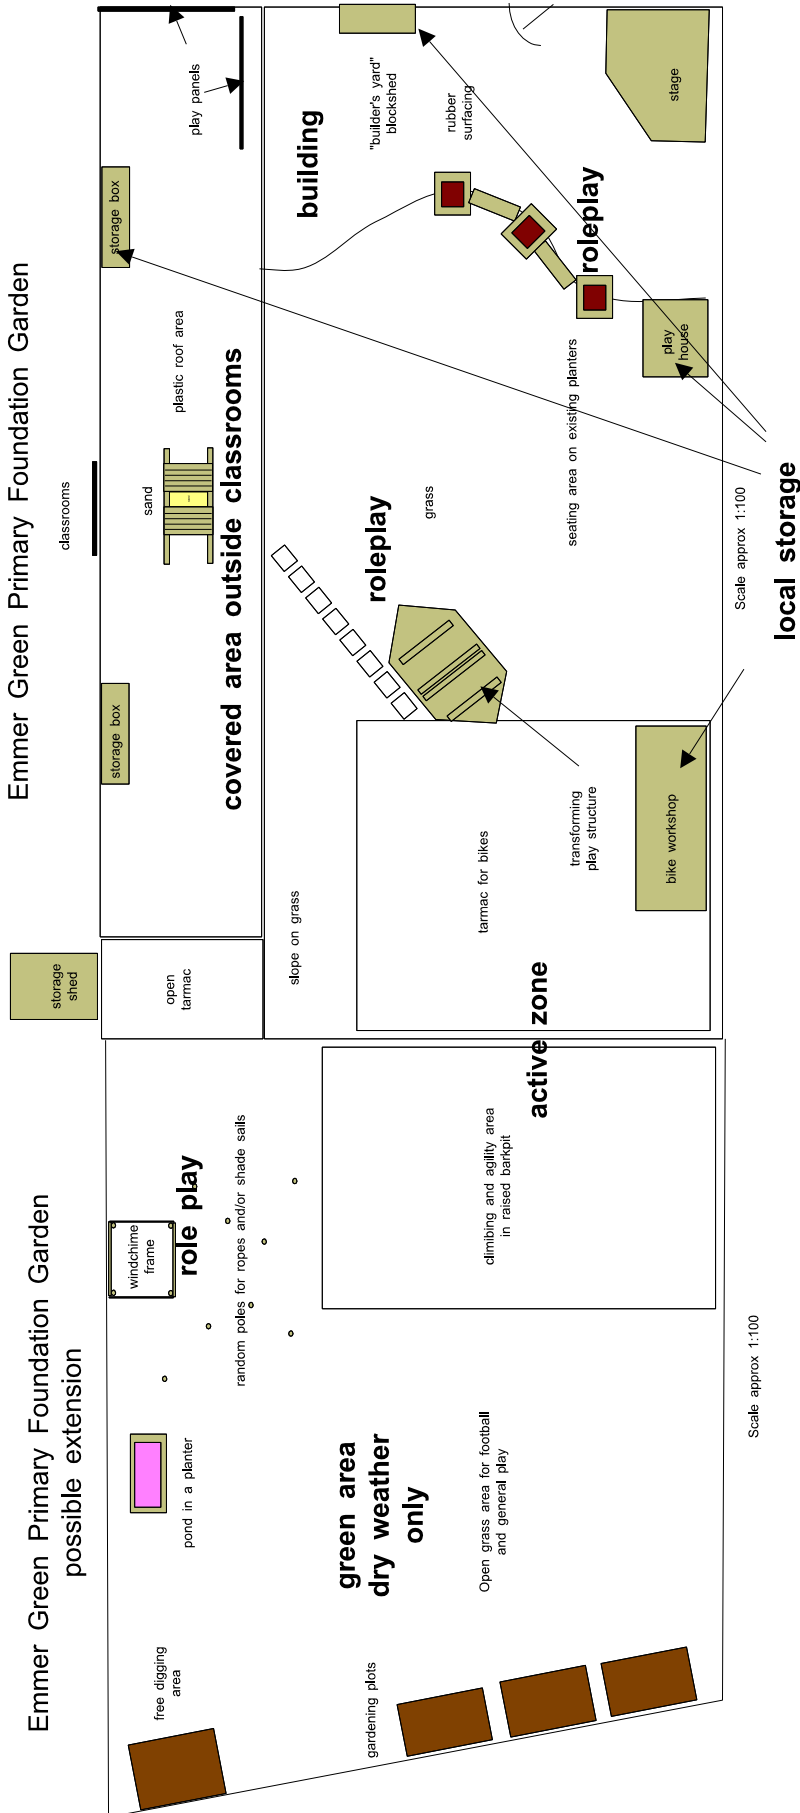 Emmer Green Primary Foundation Garden
possible extension
Emmer Green Primary Foundation Garden
classrooms
storage
shed
free digging
area
pond in a planter
windchime
frame
role play
random poles for ropes and/or shade sails
open
tarmac
storage box
sand
plastic roof area
storage box
play panels
covered area outside classrooms
gardening plots
green area
dry weather
only
Open grass area for football
and general play
climibing and agility area
in raised barkpit
active zone
slope on grass
tarmac for bikes
transforming
play structure
bike workshop
roleplay
grass
seating area on existing planters
building
"builder's yard"
blockshed
rubber
surfacing
roleplay
play
house
stage
Scale approx 1:100
Scale approx 1:100
local storage